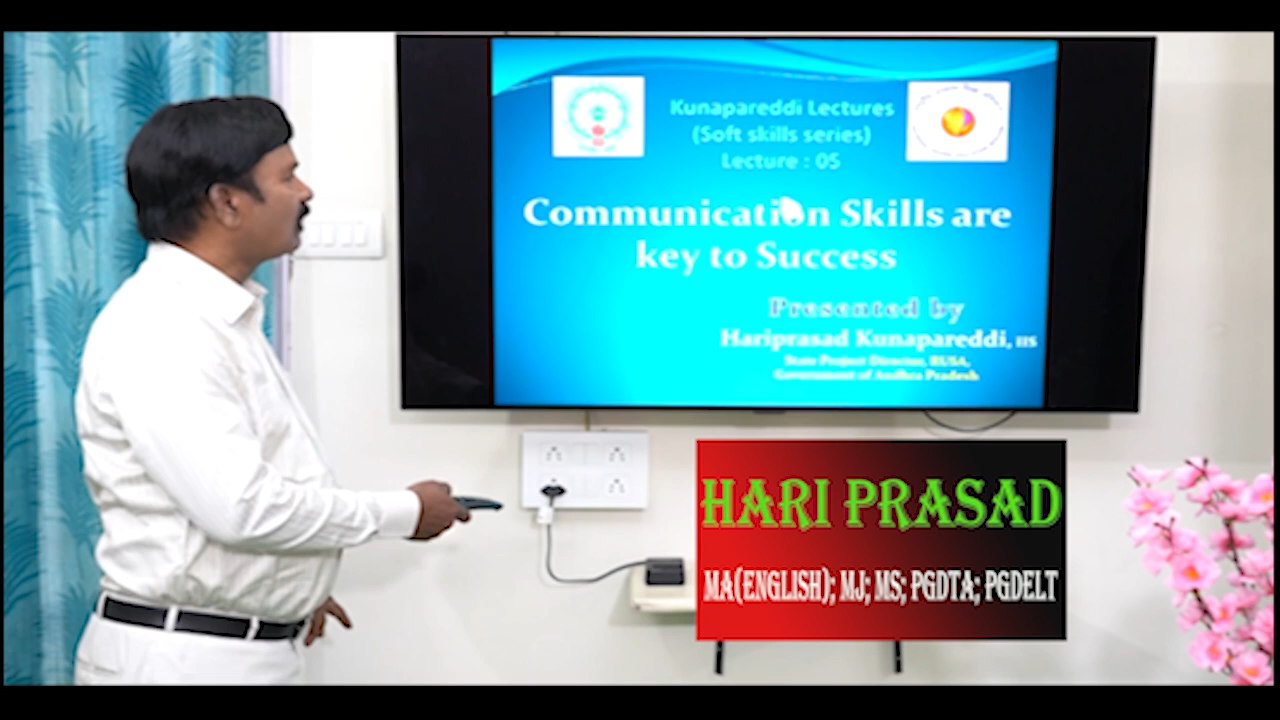 Kunapareddi Lectures
(Soft skills series)
Lecture : 05
Communication Skills are
key to Success
Presented by
Hariprasad Kunapareddi, IIS
State Project Director, RUSA,
Government of Andhra Pradesh
HARI PRASAD
MA(ENGLISH); MJ; MS; PGDTA; PGDELT